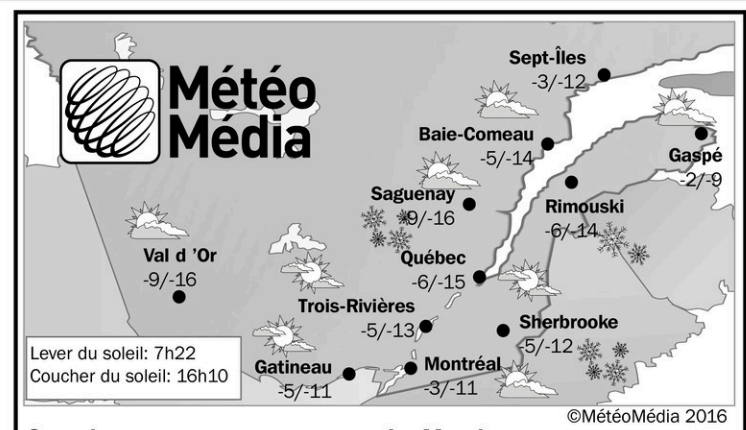 Météo
Média
Sept-Îles
-3/-12
Baie-Comeau
-5/-14
Gaspé
-2/-9
Saguenay
-9/-16
Rimouski
-6/-14
Val d 'Or
-9/-16
Québec
-6/-15
Trois-Rivières
-5/-13
Sherbrooke
-5/-12
Lever du soleil: 7h22
Coucher du soleil: 16h10
Gatineau
-5/-11
Montréal
-3/-11
©MétéoMédia 2016